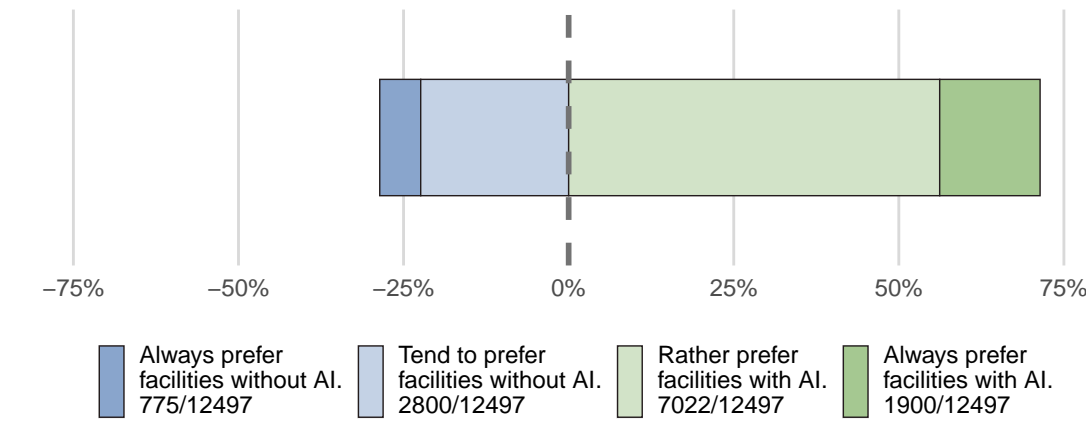 −75%
−50%
−25%
0%
25%
50%
75%
Always prefer
facilities without AI.
775/12497
Tend to prefer
facilities without AI.
2800/12497
Rather prefer
facilities with AI.
7022/12497
Always prefer
facilities with AI.
1900/12497